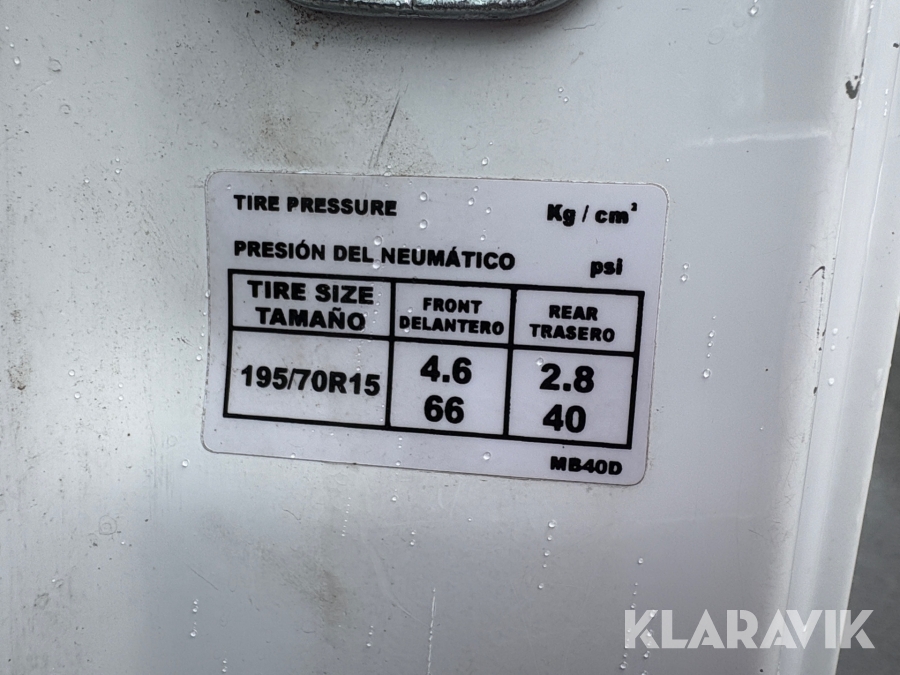 TIRE PRESSURE Kg / cm²
PRESIÓN DEL NEUMÁTICO psi
TIRE SIZE
TAMAÑO
FRONT
DELANTERO
REAR
TRASERO
195/70R15
4.6
66
2.8
40
MB40D
KLARAVIK